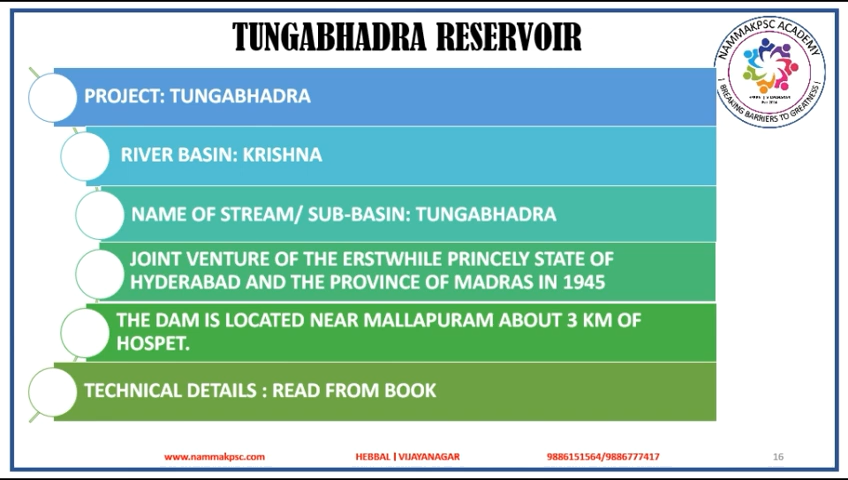 TUNGABHADRA RESERVOIR
NAMMAKPSC ACADEMY
BREAKING BARRIERS TO GREATNESS
PROJECT: TUNGABHADRA
RIVER BASIN: KRISHNA
NAME OF STREAM/ SUB-BASIN: TUNGABHADRA
JOINT VENTURE OF THE ERSTWHILE PRINCELY STATE OF
HYDERABAD AND THE PROVINCE OF MADRAS IN 1945
THE DAM IS LOCATED NEAR MALLAPURAM ABOUT 3 KM OF
HOSPET.
TECHNICAL DETAILS : READ FROM BOOK
www.nammakpsc.com HEBBAL | VIJAYANAGAR 9886151564/9886777417 16